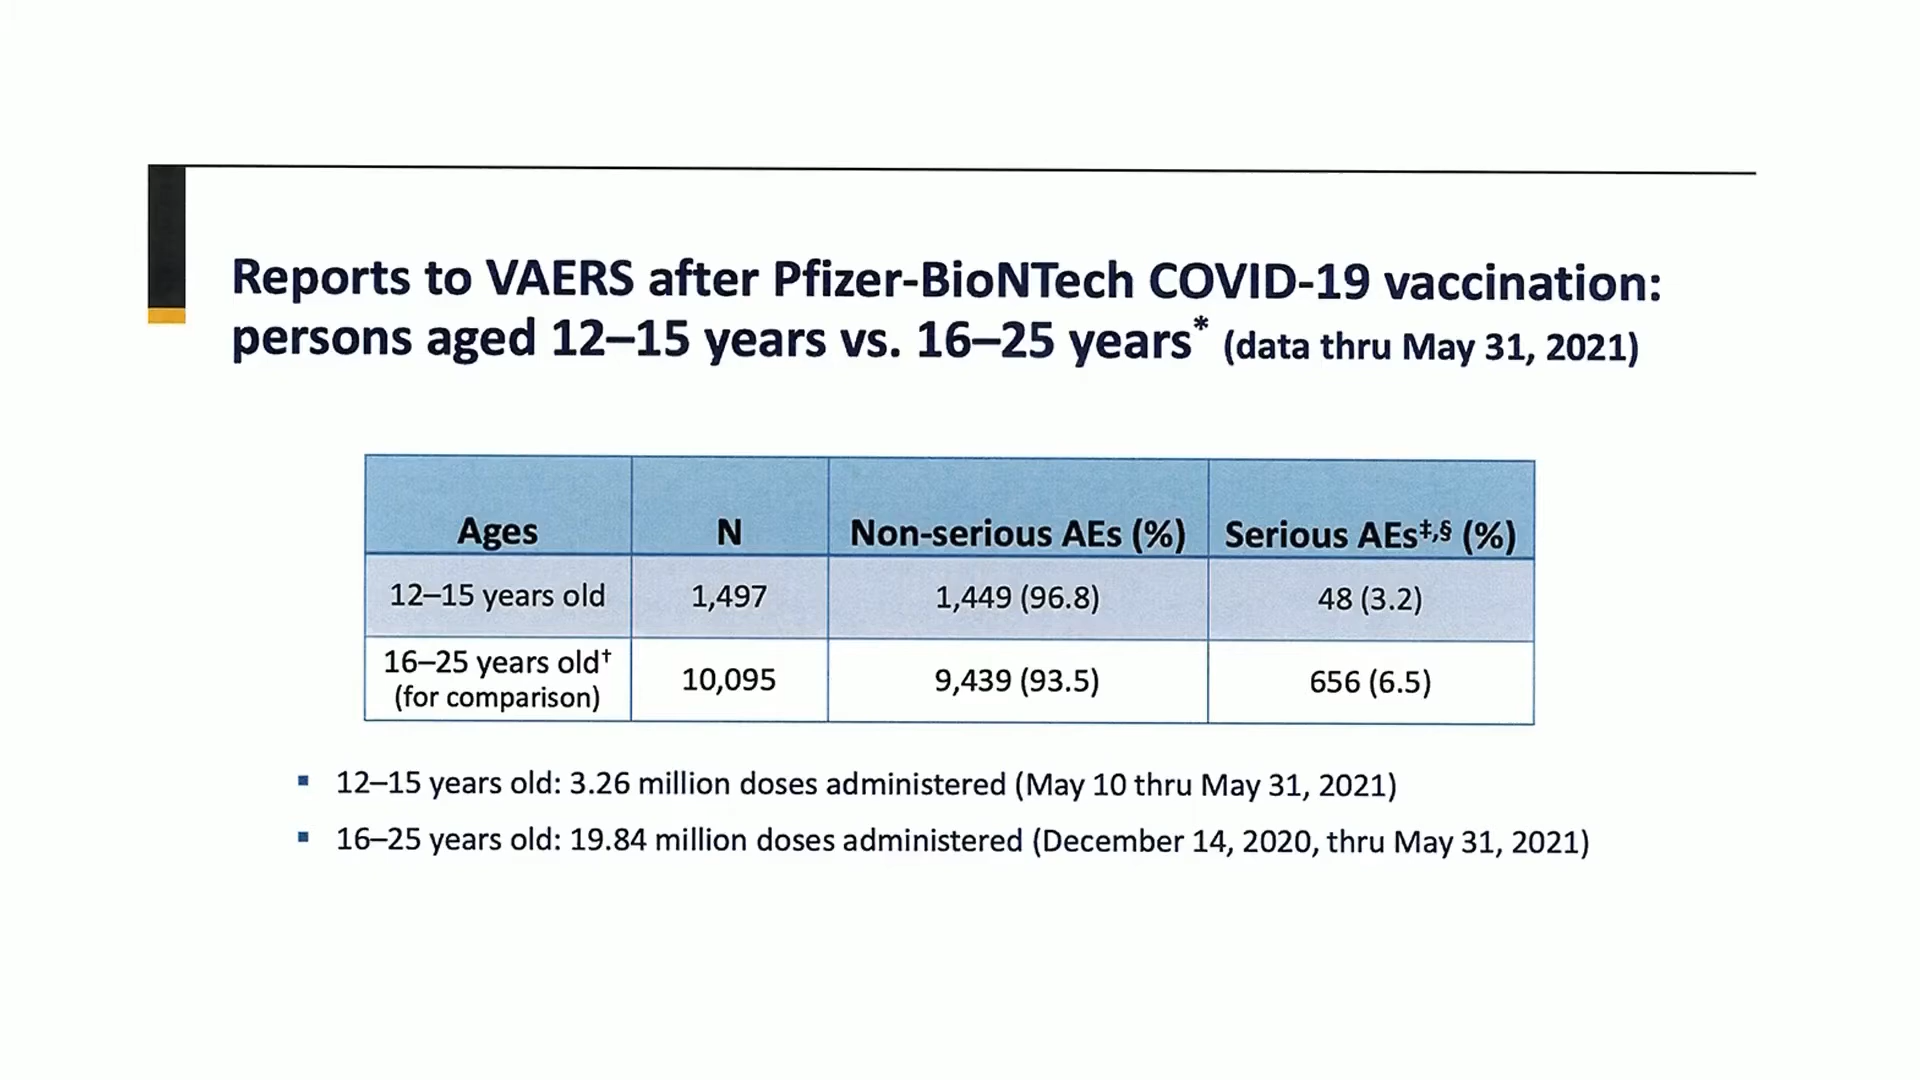 Reports to VAERS after Pfizer-BioNTech COVID-19 vaccination:
persons aged 12–15 years vs. 16–25 years* (data thru May 31, 2021)
Ages N Non-serious AEs (%) Serious AEs‡,§ (%)
12–15 years old 1,497 1,449 (96.8) 48 (3.2)
16–25 years old†
(for comparison) 10,095 9,439 (93.5) 656 (6.5)
▪ 12–15 years old: 3.26 million doses administered (May 10 thru May 31, 2021)
▪ 16–25 years old: 19.84 million doses administered (December 14, 2020, thru May 31, 2021)